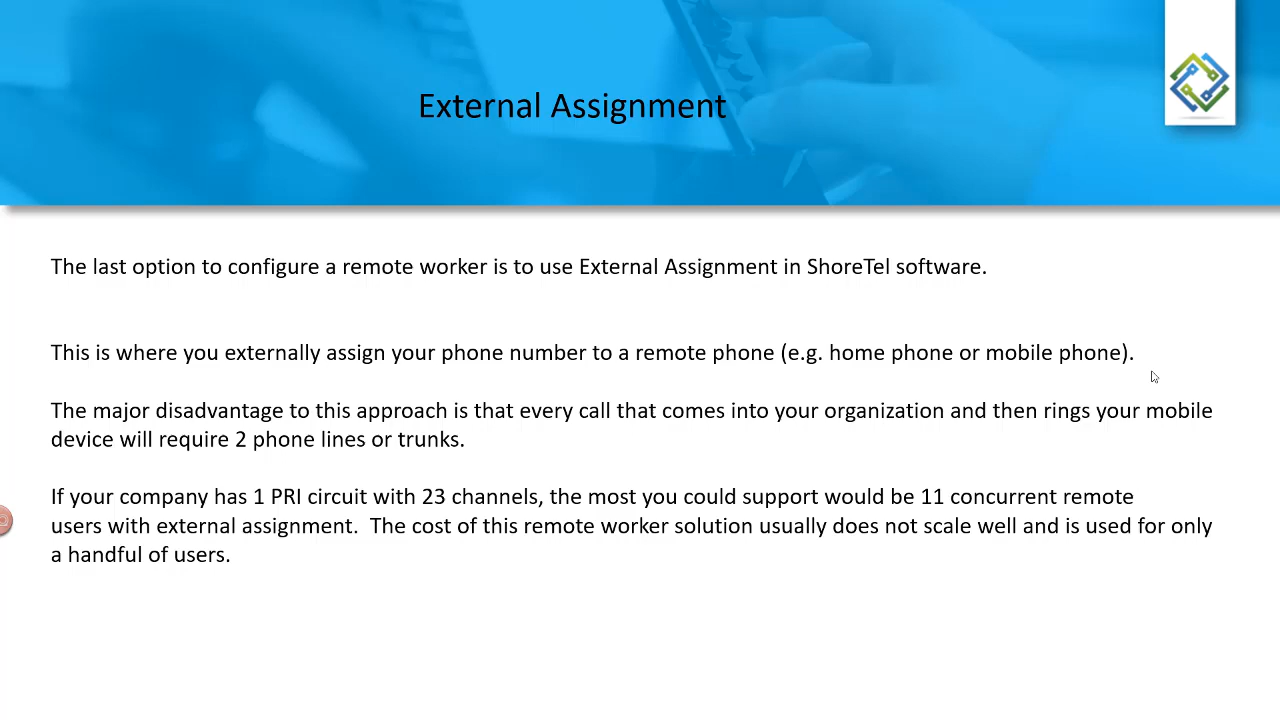 External Assignment
The last option to configure a remote worker is to use External Assignment in ShoreTel software.
This is where you externally assign your phone number to a remote phone (e.g. home phone or mobile phone).
The major disadvantage to this approach is that every call that comes into your organization and then rings your mobile
device will require 2 phone lines or trunks.
If your company has 1 PRI circuit with 23 channels, the most you could support would be 11 concurrent remote
users with external assignment.  The cost of this remote worker solution usually does not scale well and is used for only
a handful of users.